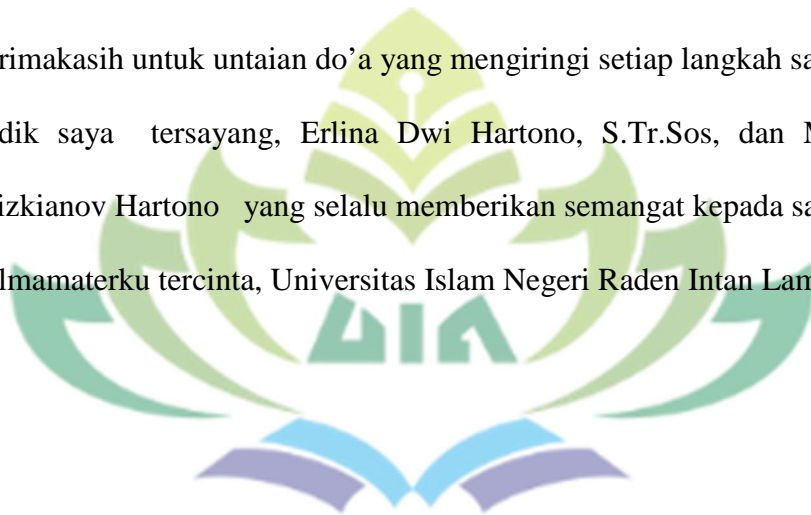 rimakasih untuk untaian do’a yang mengiringi setiap langkah sa
dik saya tersayang, Erlina Dwi Hartono, S.Tr.Sos, dan M
izkianov Hartono yang selalu memberikan semangat kepada sa
lmamaterku tercinta, Universitas Islam Negeri Raden Intan Lam
UIN